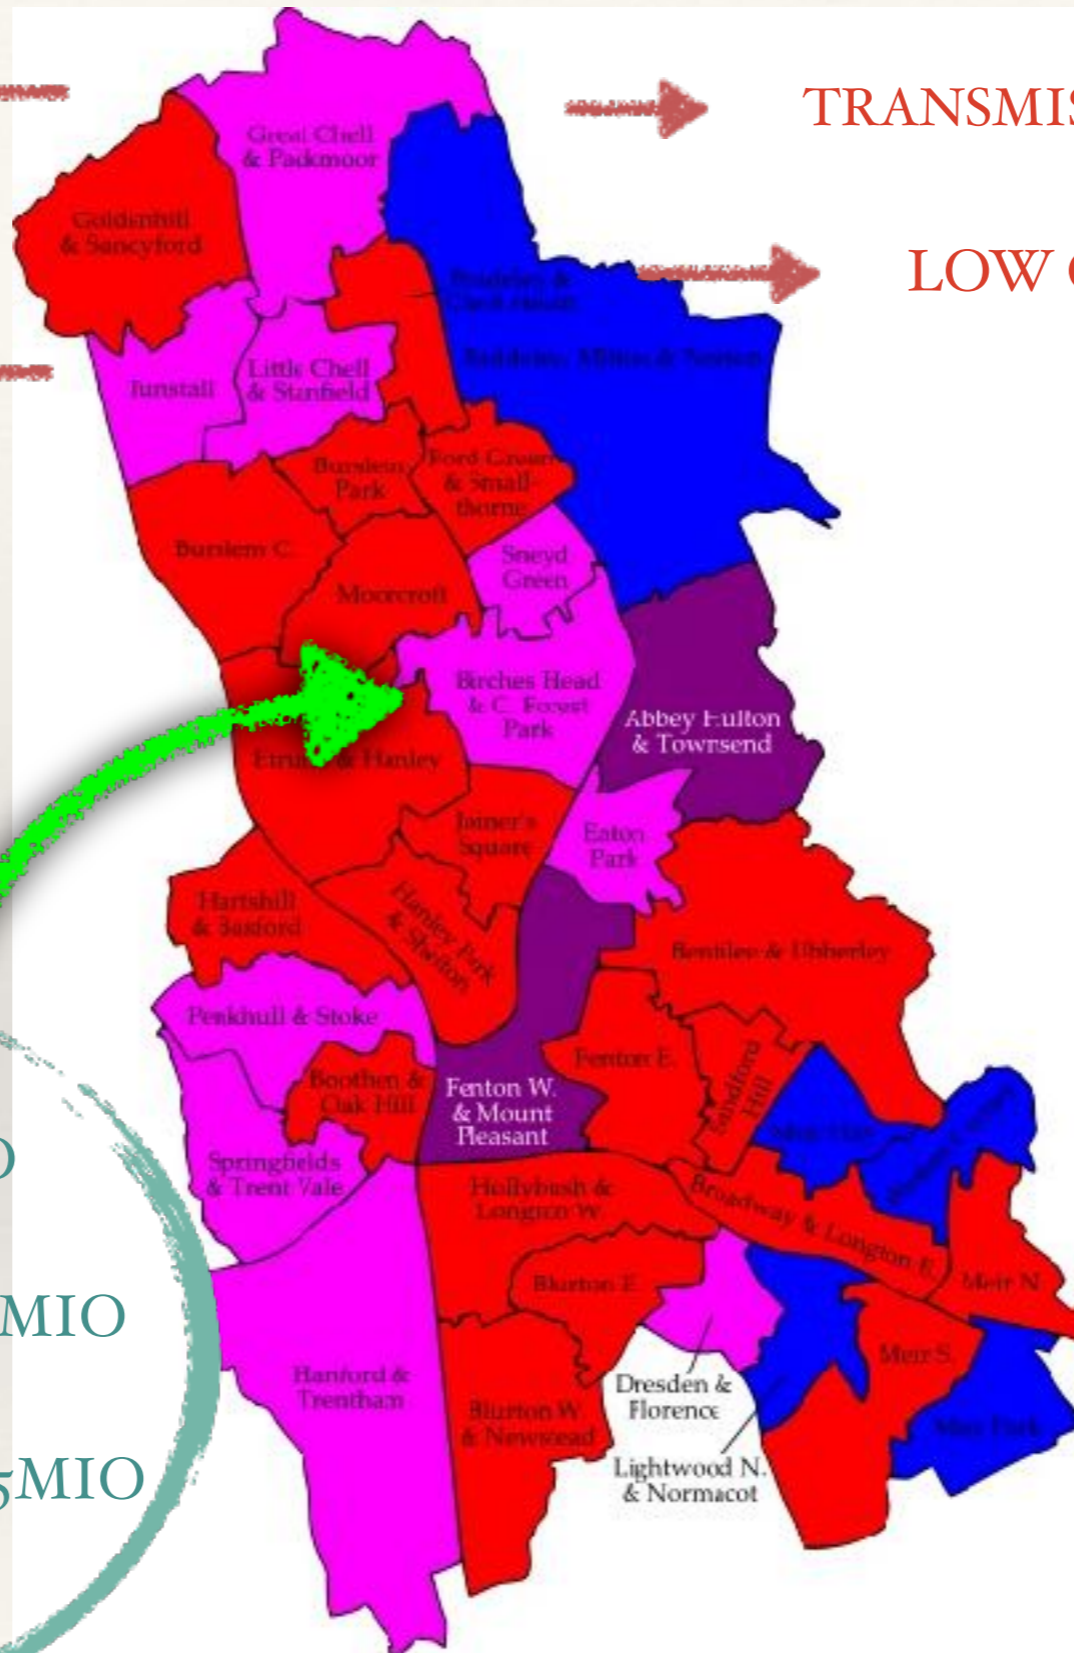 TRANSMIS
LOW
Great Chell
& Packmoor
Goldenhill
& Sandyford
Baddeley, Milton & Norton
Tunstall
Little Chell
& Stanfield
Burslem
Park
Ford Green
& Small-
thorne
Burslem C.
Moorcroft
Sneyd
Green
Birches Head
& C. Forest
Park
Abbey Hulton
& Townsend
& Hanley
Joiner's
Square
Eaton
Park
Hartshill
& Basford
Hanley Park
& Shelton
Bentilee & Ubberley
Penkhull & Stoke
Boothen &
Oak Hill
Fenton W.
& Mount
Pleasant
Fenton E.
Sandford
Hill
Springfields
& Trent Vale
Hollybush &
Longton W.
Broadway & Longton E.
Meir N.
Blurton E.
Meir S.
Hanford &
Trentham
Dresden &
Florence
Blurton W.
& Newstead
Meir Park
Lightwood N.
& Normacot
MIO
5MIO